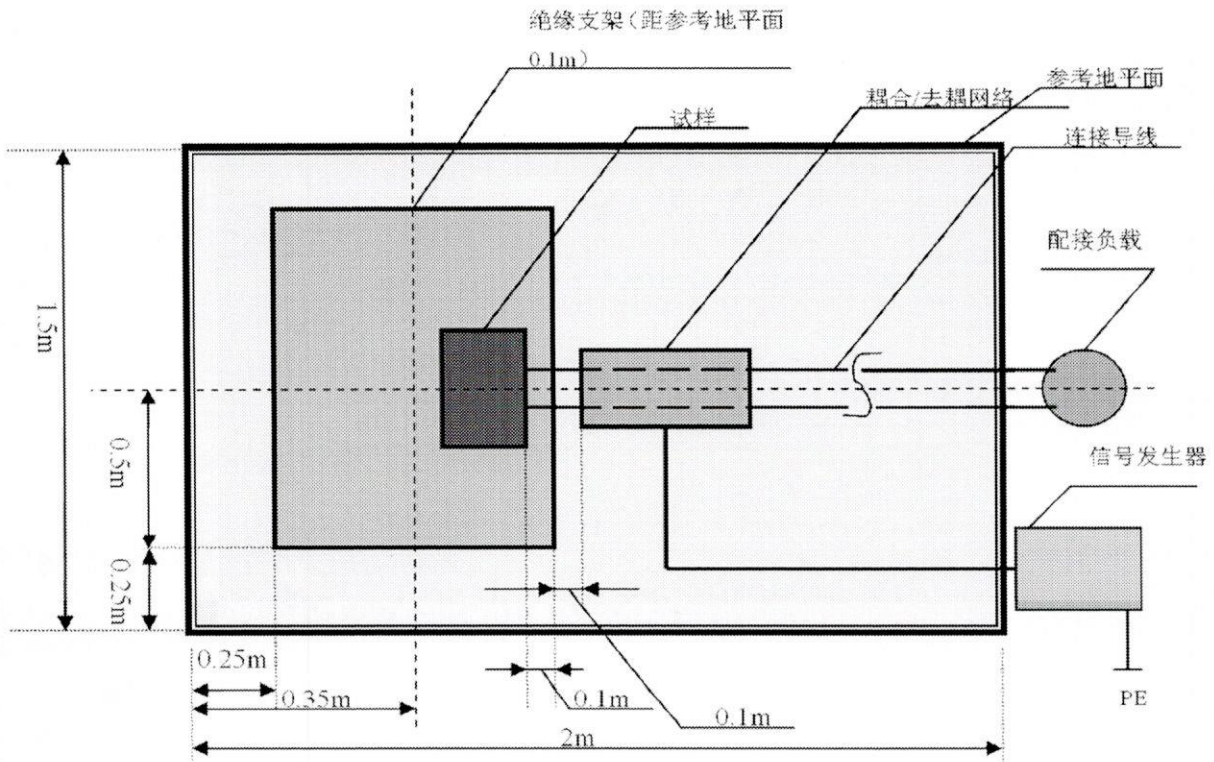 绝缘支架（距参考地平面
0.1m）
参考地平面
耦合/去耦网络
试样
连接导线
配接负载
1.5m
0.5m
信号发生器
0.25m
0.25m
0.35m
0.1m
0.1m
PE
2m